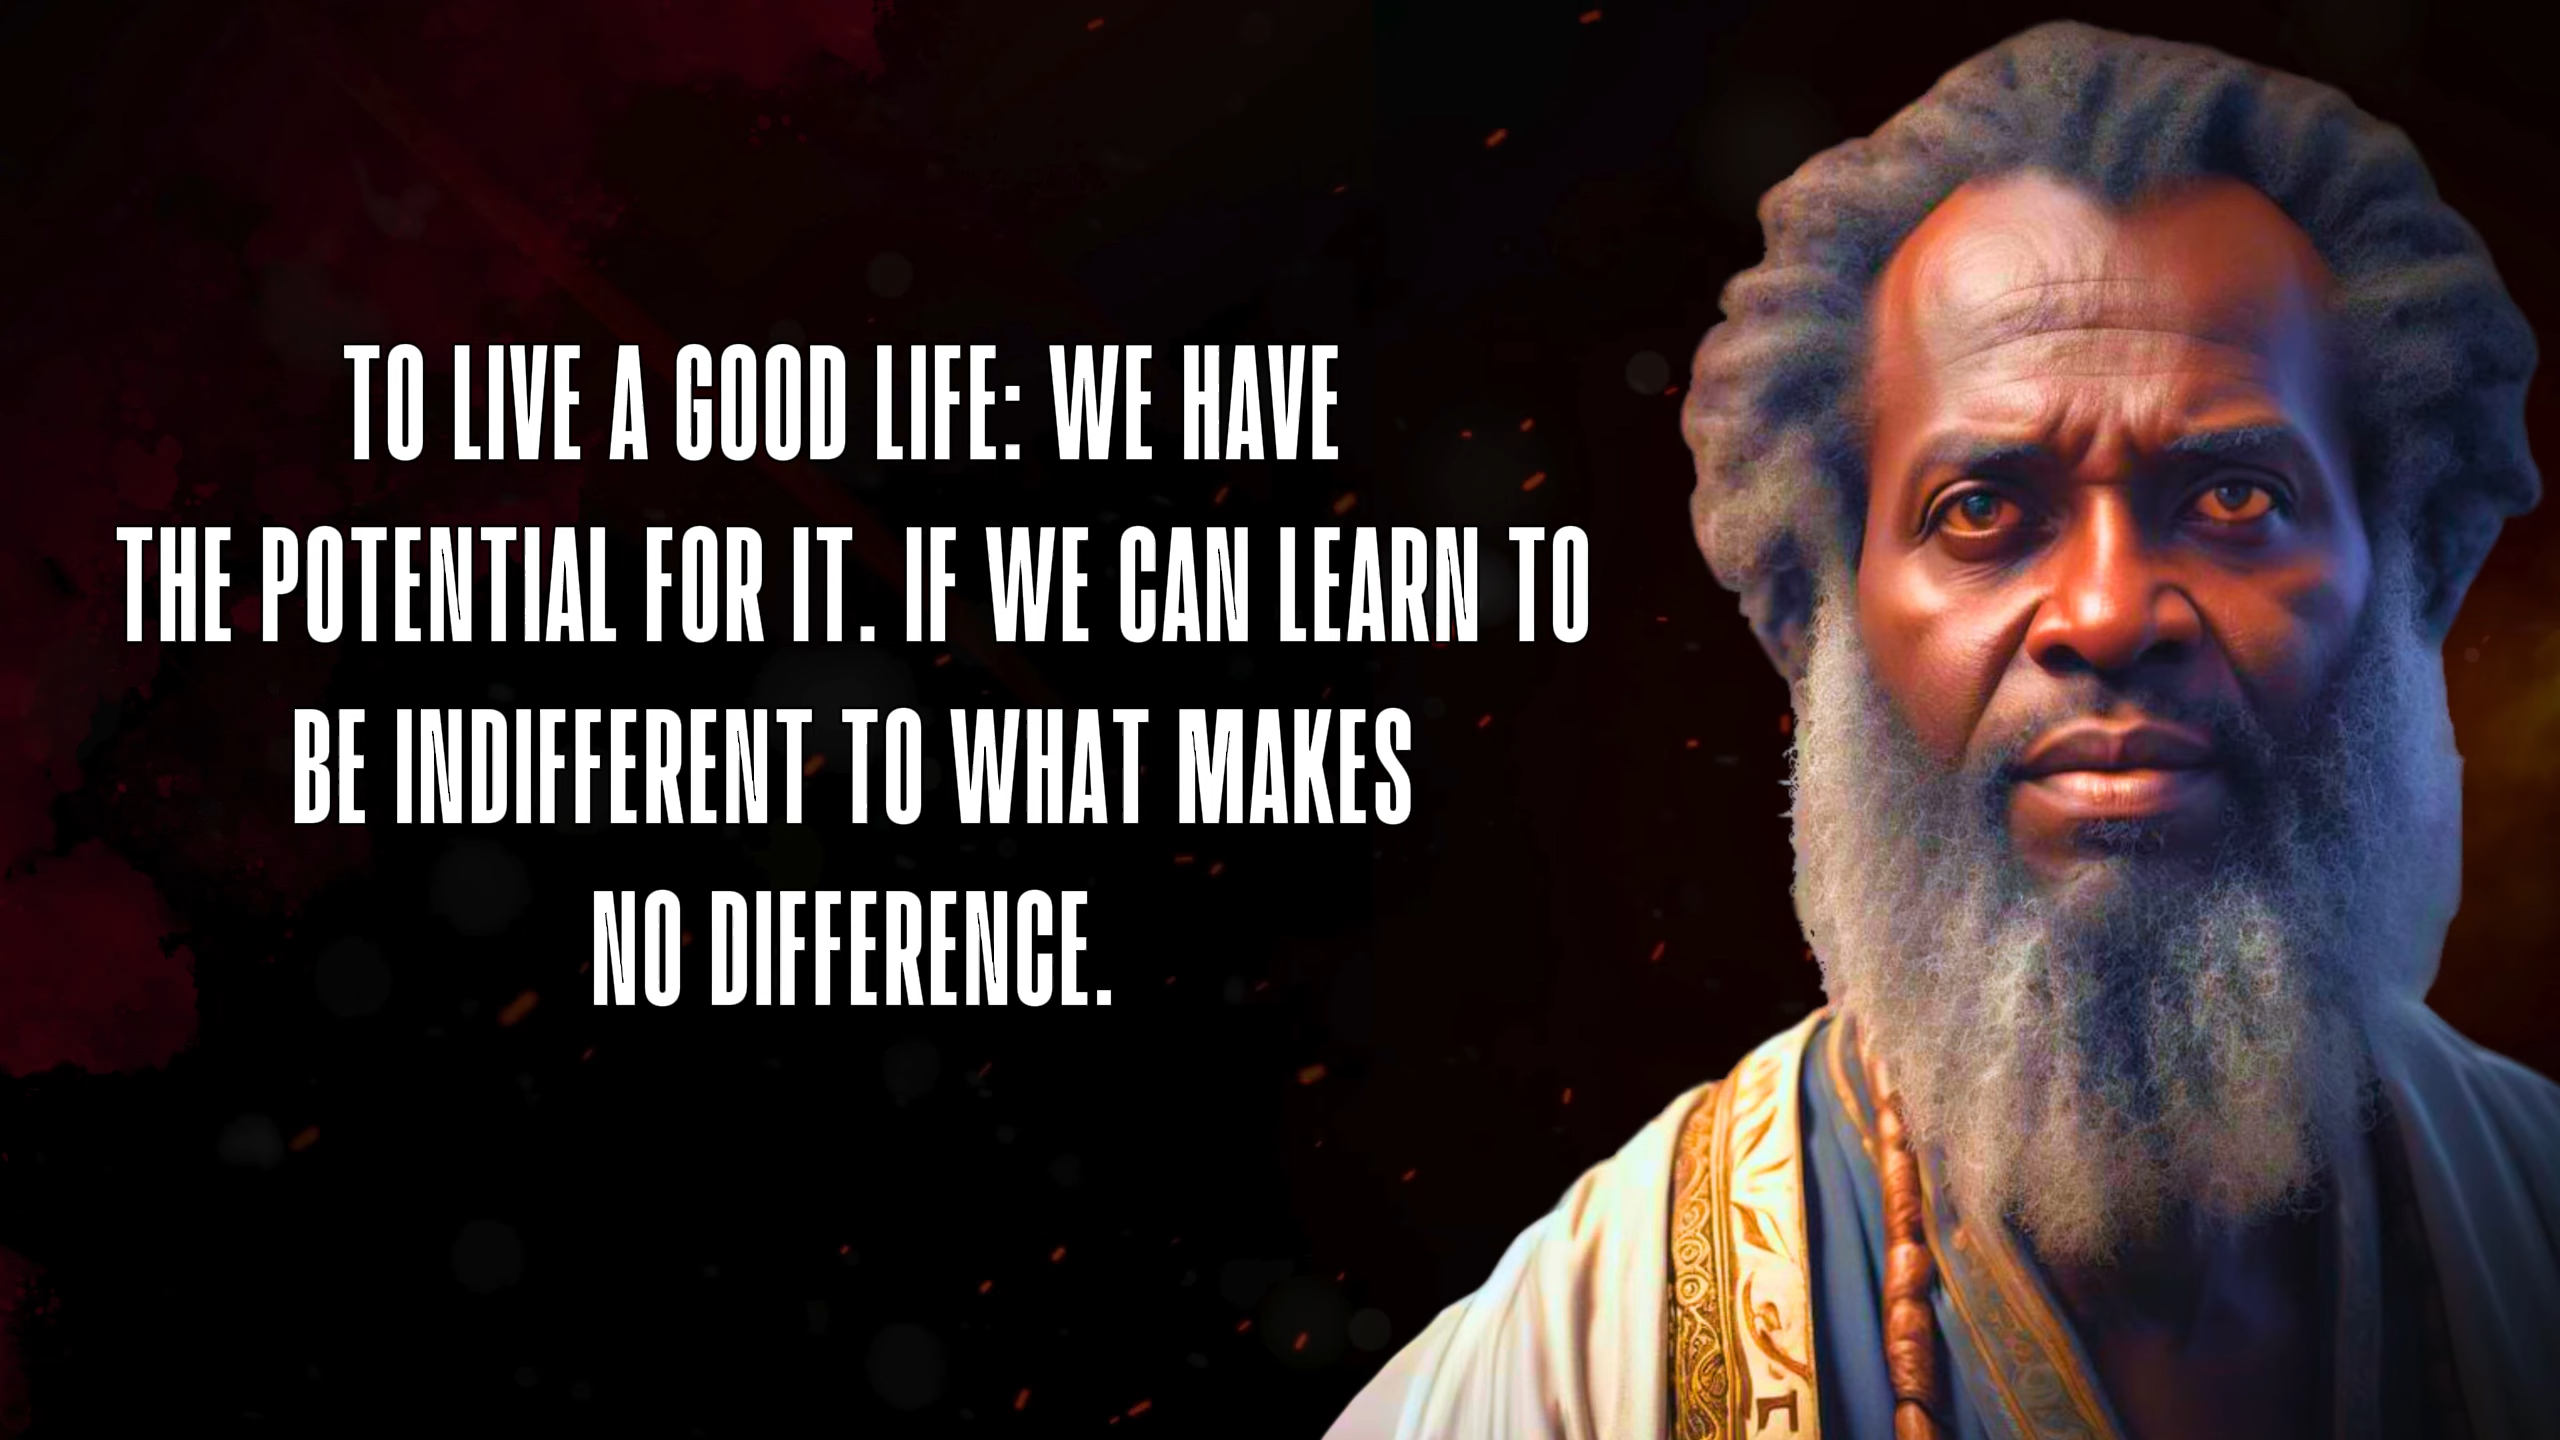 TO LIVE A GOOD LIFE: WE HAVE
THE POTENTIAL FOR IT. IF WE CAN LEARN TO
BE INDIFFERENT TO WHAT MAKES
NO DIFFERENCE.